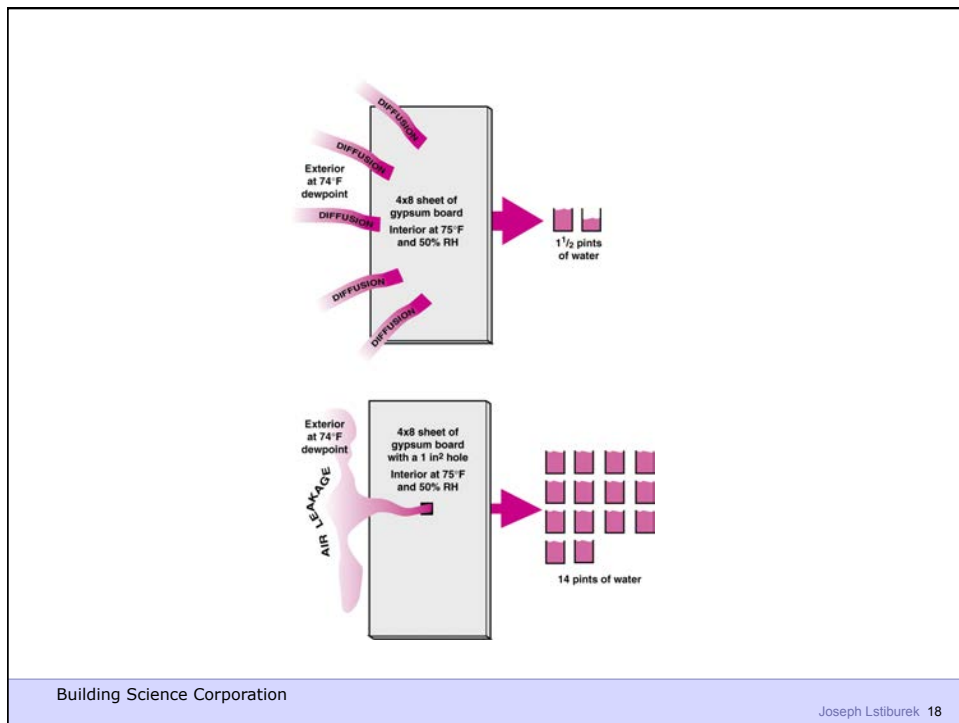 DIFFUSION
DIFFUSION
Exterior
at 74°F
dewpoint
DIFFUSION
DIFFUSION
DIFFUSION
4x8 sheet of
gypsum board
Interior at 75°F
and 50% RH
1 1/2 pints
of water
Exterior
at 74°F
dewpoint
AIR LEAKAGE
4x8 sheet of
gypsum board
with a 1 in² hole
Interior at 75°F
and 50% RH
14 pints of water
Building Science Corporation
Joseph Lstiburek 18